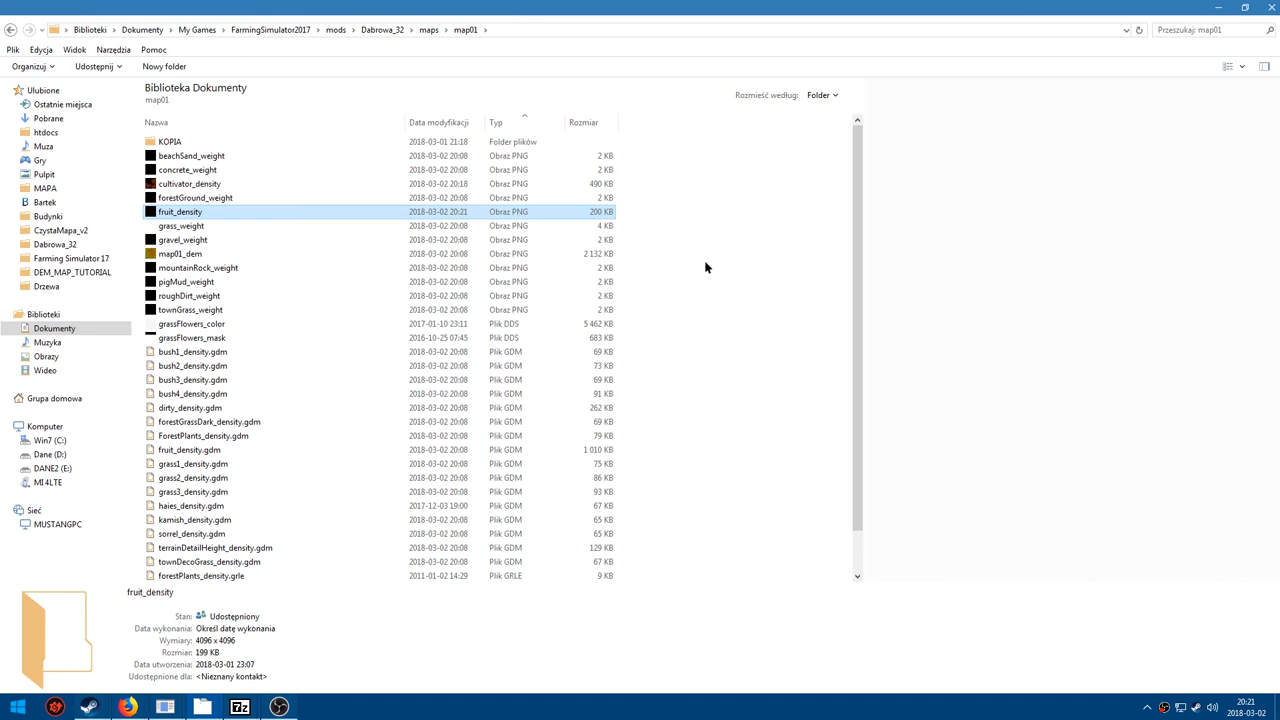 Biblioteki ▸ Dokumenty ▸ My Games ▸ FarmingSimulator2017 ▸ mods ▸ Dabrowa_32 ▸ maps ▸ map01 ▸
Przeszukaj: map01
Plik Edycja Widok Narzędzia Pomoc
Organizuj Udostępnij Nowy folder
Ulubione
Ostatnie miejsca
Pobrane
htdocs
Muza
Gry
Pulpit
MAPA
Bartek
Budynki
CzystaMapa_v2
Dabrowa_32
Farming Simulator 17
DEM_MAP_TUTORIAL
Drzewa
Biblioteki
Dokumenty
Muzyka
Obrazy
Wideo
Grupa domowa
Komputer
Win7 (C:)
Dane (D:)
DANE2 (E:)
MI 4LTE
Sieć
MUSTANGPC
Biblioteka Dokumenty
map01
Rozmieść według: Folder
Nazwa Data modyfikacji Typ Rozmiar
KOPIA 2018-03-01 21:18 Folder plików
beachSand_weight 2018-03-02 20:08 Obraz PNG 2 KB
concrete_weight 2018-03-02 20:08 Obraz PNG 2 KB
cultivator_density 2018-03-02 20:18 Obraz PNG 490 KB
forestGround_weight 2018-03-02 20:08 Obraz PNG 2 KB
fruit_density 2018-03-02 20:21 Obraz PNG 200 KB
grass_weight 2018-03-02 20:08 Obraz PNG 4 KB
gravel_weight 2018-03-02 20:08 Obraz PNG 2 KB
map01_dem 2018-03-02 20:08 Obraz PNG 2 132 KB
mountainRock_weight 2018-03-02 20:08 Obraz PNG 2 KB
pigMud_weight 2018-03-02 20:08 Obraz PNG 2 KB
roughDirt_weight 2018-03-02 20:08 Obraz PNG 2 KB
townGrass_weight 2018-03-02 20:08 Obraz PNG 2 KB
grassFlowers_color 2017-01-10 23:11 Plik DDS 5 462 KB
grassFlowers_mask 2016-10-25 07:45 Plik DDS 683 KB
bush1_density.gdm 2018-03-02 20:08 Plik GDM 69 KB
bush2_density.gdm 2018-03-02 20:08 Plik GDM 73 KB
bush3_density.gdm 2018-03-02 20:08 Plik GDM 69 KB
bush4_density.gdm 2018-03-02 20:08 Plik GDM 91 KB
dirty_density.gdm 2018-03-02 20:08 Plik GDM 262 KB
forestGrassDark_density.gdm 2018-03-02 20:08 Plik GDM 69 KB
ForestPlants_density.gdm 2018-03-02 20:08 Plik GDM 79 KB
fruit_density.gdm 2018-03-02 20:08 Plik GDM 1 010 KB
grass1_density.gdm 2018-03-02 20:08 Plik GDM 75 KB
grass2_density.gdm 2018-03-02 20:08 Plik GDM 86 KB
grass3_density.gdm 2018-03-02 20:08 Plik GDM 93 KB
haies_density.gdm 2017-12-03 19:00 Plik GDM 67 KB
kamish_density.gdm 2018-03-02 20:08 Plik GDM 65 KB
sorrel_density.gdm 2018-03-02 20:08 Plik GDM 65 KB
terrainDetailHeight_density.gdm 2018-03-02 20:08 Plik GDM 129 KB
townDecoGrass_density.gdm 2018-03-02 20:08 Plik GDM 67 KB
forestPlants_density.grle 2011-01-02 14:29 Plik GRLE 9 KB
fruit_density
Stan: Udostępniony
Data wykonania: Określ datę wykonania
Wymiary: 4096 x 4096
Rozmiar: 199 KB
Data utworzenia: 2018-03-01 23:07
Udostępnione dla: <Nieznany kontakt>
7z
20:21
2018-03-02